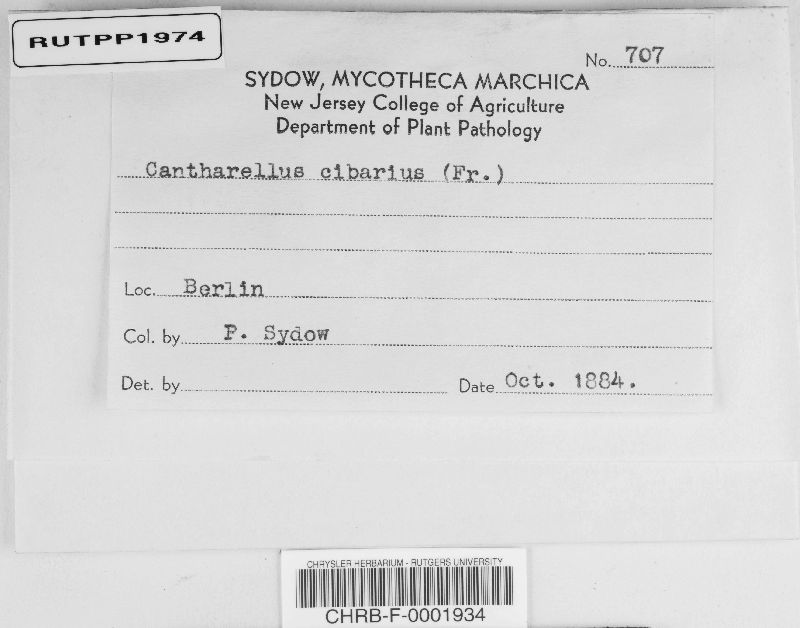 RUTPP1974
No. 707
SYDOW, MYCOTHECA MARCHICA
New Jersey College of Agriculture
Department of Plant Pathology
Cantharellus cibarius (Fr.)
Loc. Berlin
Col. by P. Sydow
Det. by
Date Oct. 1884.
CHRYSLER HERBARIUM - RUTGERS UNIVERSITY
CHRB-F-0001934